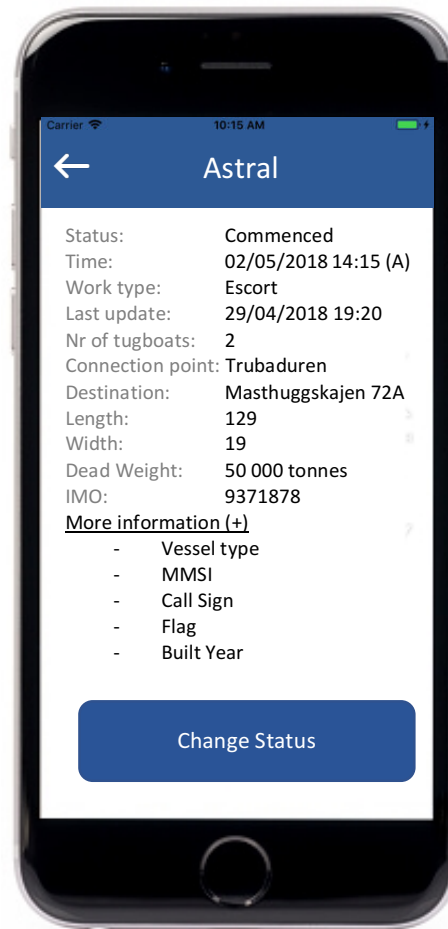 Carrier 10:15 AM
Astral
Status: Commenced
Time: 02/05/2018 14:15 (A)
Work type: Escort
Last update: 29/04/2018 19:20
Nr of tugboats: 2
Connection point: Trubaduren
Destination: Masthuggskajen 72A
Length: 129
Width: 19
Dead Weight: 50 000 tonnes
IMO: 9371878
More information (+)
- Vessel type
- MMSI
- Call Sign
- Flag
- Built Year
Change Status